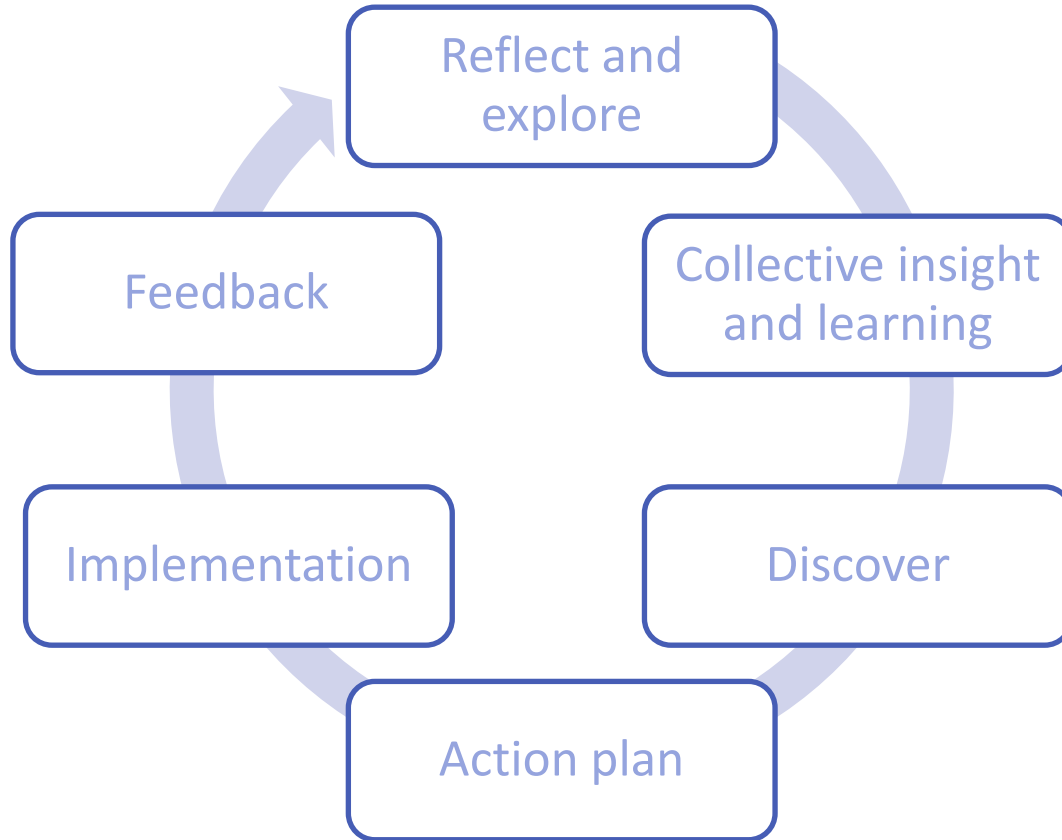 Reflect and
explore
Collective insight
and learning
Discover
Action plan
Implementation
Feedback